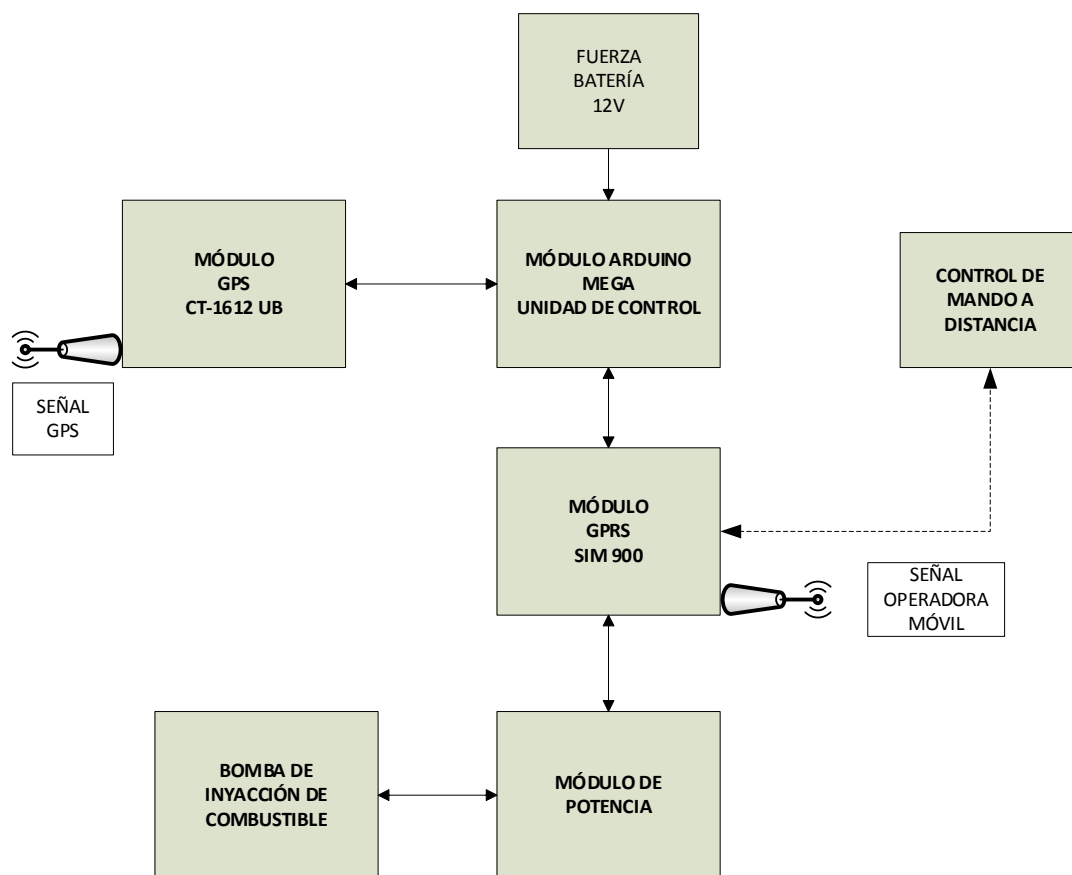 FUERZA
BATERÍA
12V
MÓDULO
GPS
CT-1612 UB
MÓDULO ARDUINO
MEGA
UNIDAD DE CONTROL
CONTROL DE
MANDO A
DISTANCIA
SEÑAL
GPS
MÓDULO
GPRS
SIM 900
SEÑAL
OPERADORA
MÓVIL
BOMBA DE
INYACCIÓN DE
COMBUSTIBLE
MÓDULO DE
POTENCIA